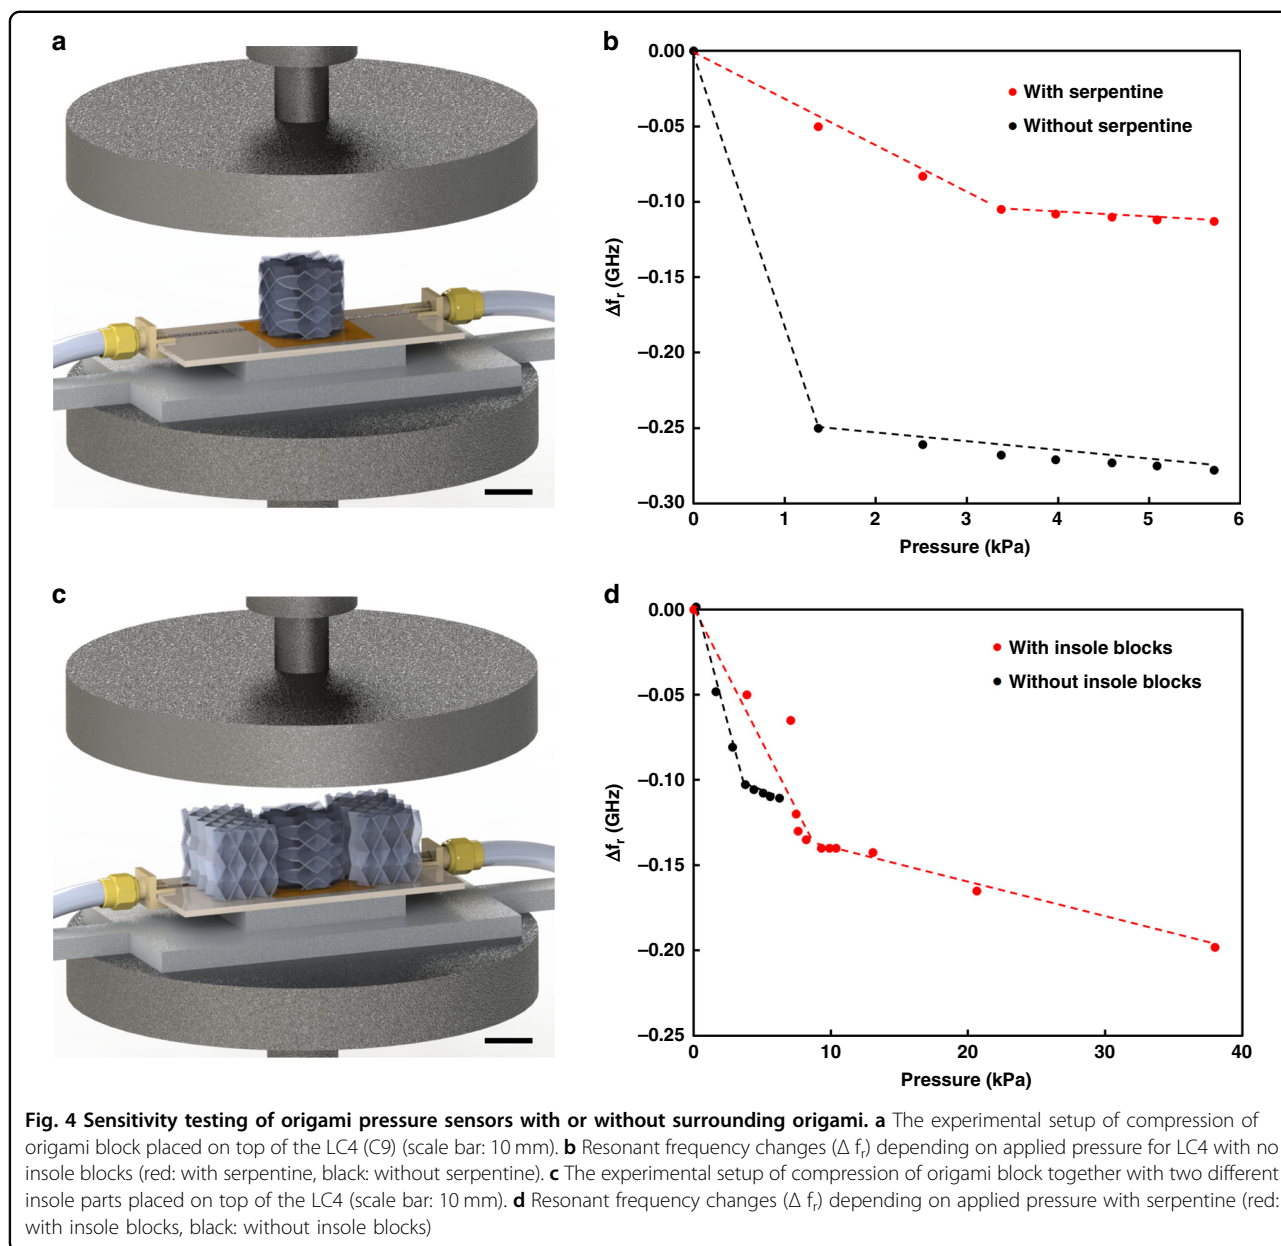 a
b
0.00
−0.05
−0.10
−0.15
−0.20
−0.25
−0.30
Δfr (GHz)
With serpentine
Without serpentine
0 1 2 3 4 5 6
Pressure (kPa)
c
d
0.00
−0.05
−0.10
−0.15
−0.20
−0.25
Δfr (GHz)
With insole blocks
Without insole blocks
0 10 20 30 40
Pressure (kPa)
Fig. 4 Sensitivity testing of origami pressure sensors with or without surrounding origami. a The experimental setup of compression of
origami block placed on top of the LC4 (C9) (scale bar: 10 mm). b Resonant frequency changes (Δ fr) depending on applied pressure for LC4 with no
insole blocks (red: with serpentine, black: without serpentine). c The experimental setup of compression of origami block together with two different
insole parts placed on top of the LC4 (scale bar: 10 mm). d Resonant frequency changes (Δ fr) depending on applied pressure with serpentine (red:
with insole blocks, black: without insole blocks)